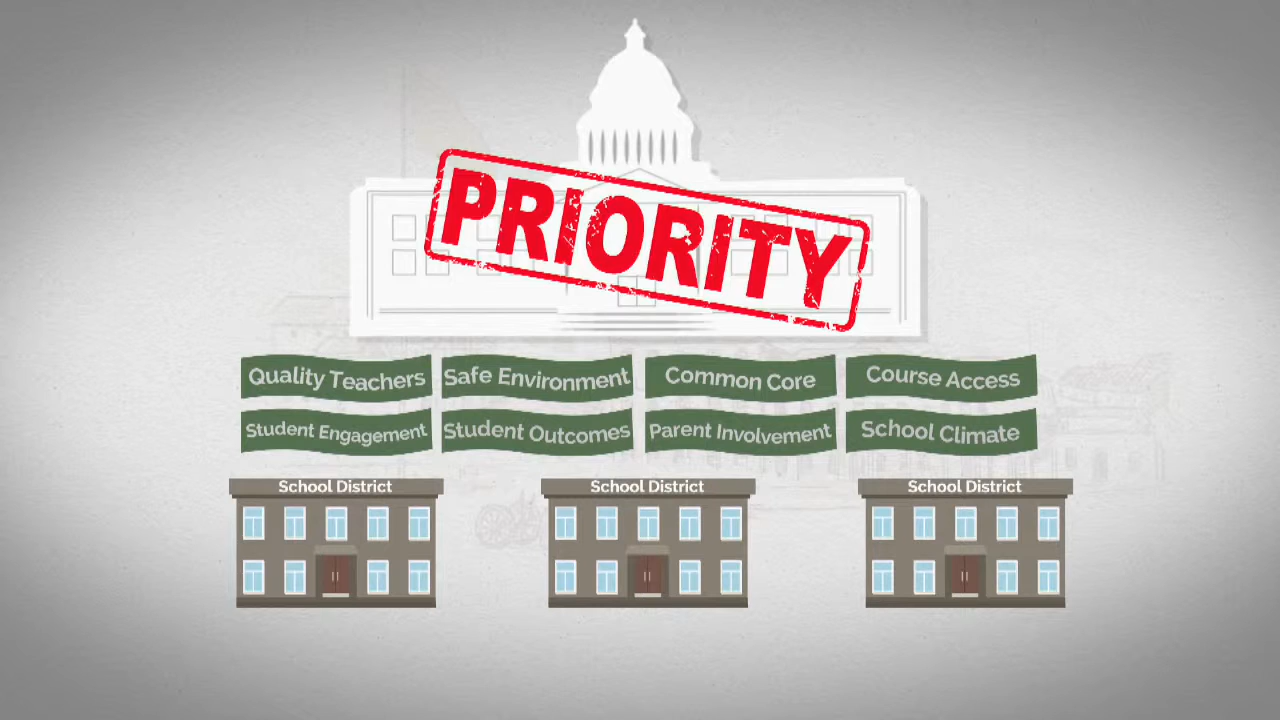 PRIORITY
Quality Teachers
Safe Environment
Common Core
Course Access
Student Engagement
Student Outcomes
Parent Involvement
School Climate
School District
School District
School District